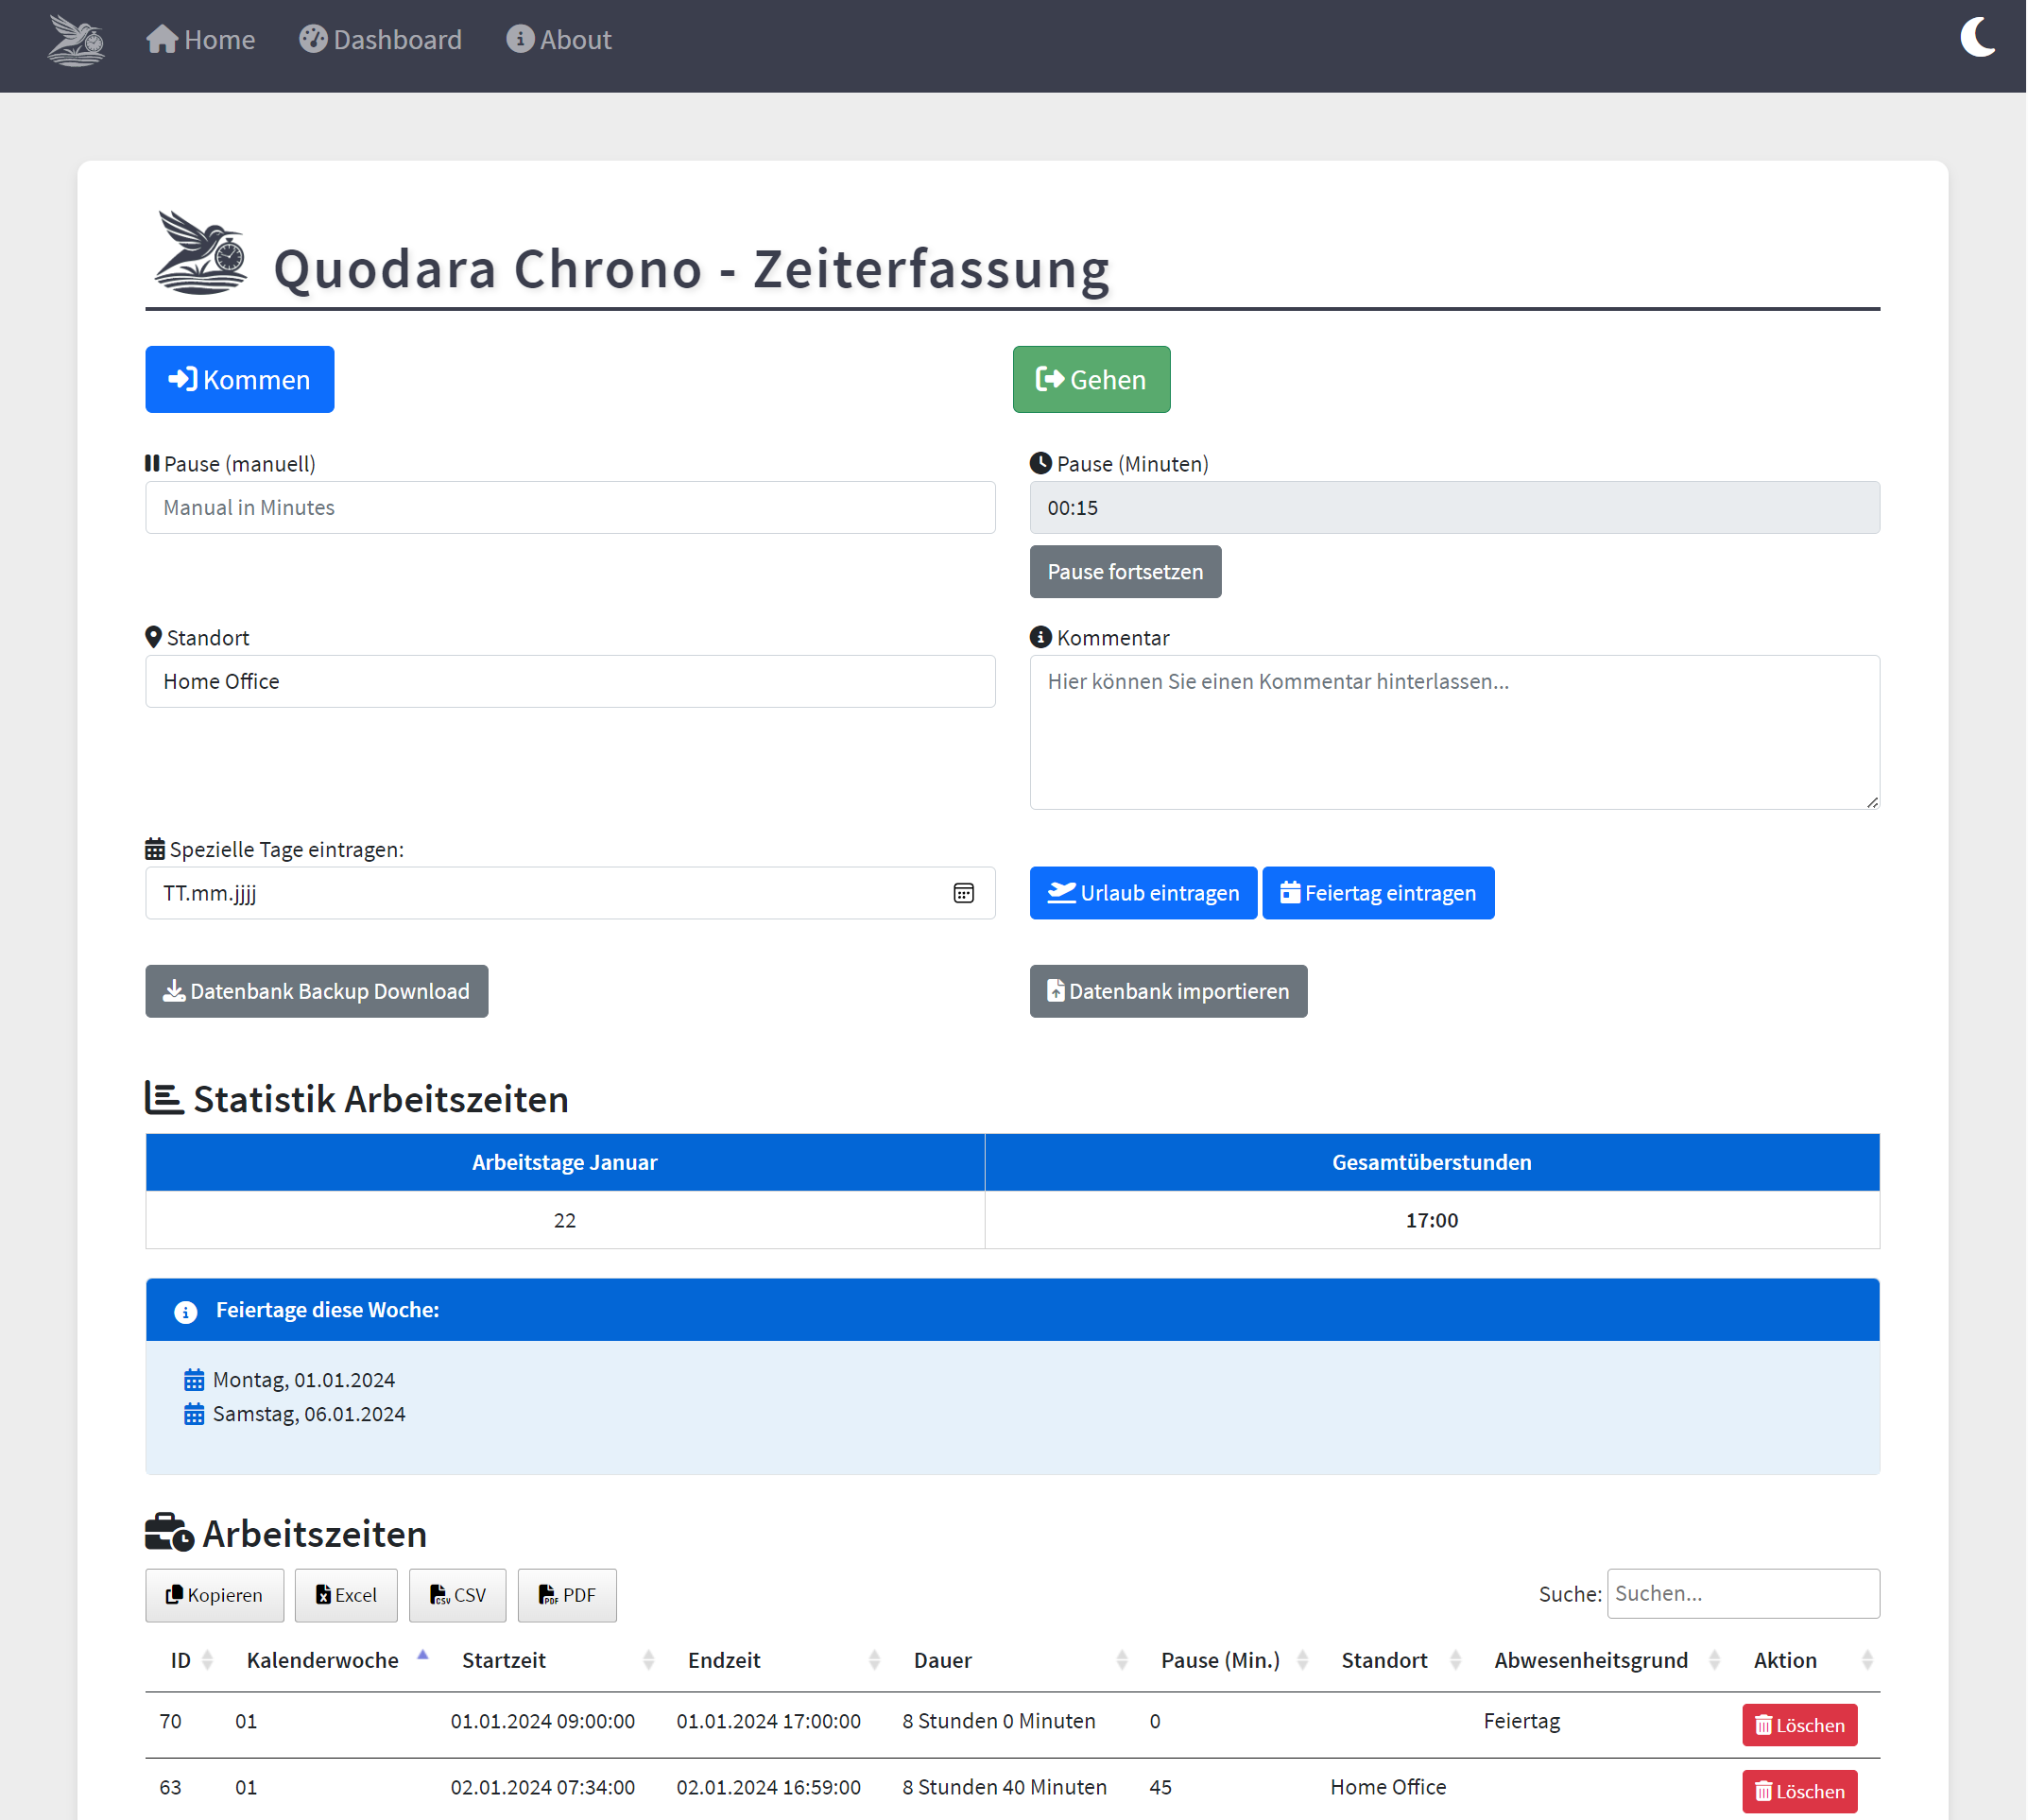 Home Dashboard About
Quodara Chrono - Zeiterfassung
Kommen Gehen
Pause (manuell) Pause (Minuten)
Manual in Minutes 00:15
Pause fortsetzen
Standort Kommentar
Home Office Hier können Sie einen Kommentar hinterlassen...
Spezielle Tage eintragen:
TT.mm.jjjj Urlaub eintragen Feiertag eintragen
Datenbank Backup Download Datenbank importieren
Statistik Arbeitszeiten
Arbeitstage Januar Gesamtüberstunden
22 17:00
Feiertage diese Woche:
Montag, 01.01.2024
Samstag, 06.01.2024
Arbeitszeiten
Kopieren Excel CSV PDF Suche: Suchen...
ID Kalenderwoche Startzeit Endzeit Dauer Pause (Min.) Standort Abwesenheitsgrund Aktion
70 01 01.01.2024 09:00:00 01.01.2024 17:00:00 8 Stunden 0 Minuten 0 Feiertag Löschen
63 01 02.01.2024 07:34:00 02.01.2024 16:59:00 8 Stunden 40 Minuten 45 Home Office Löschen